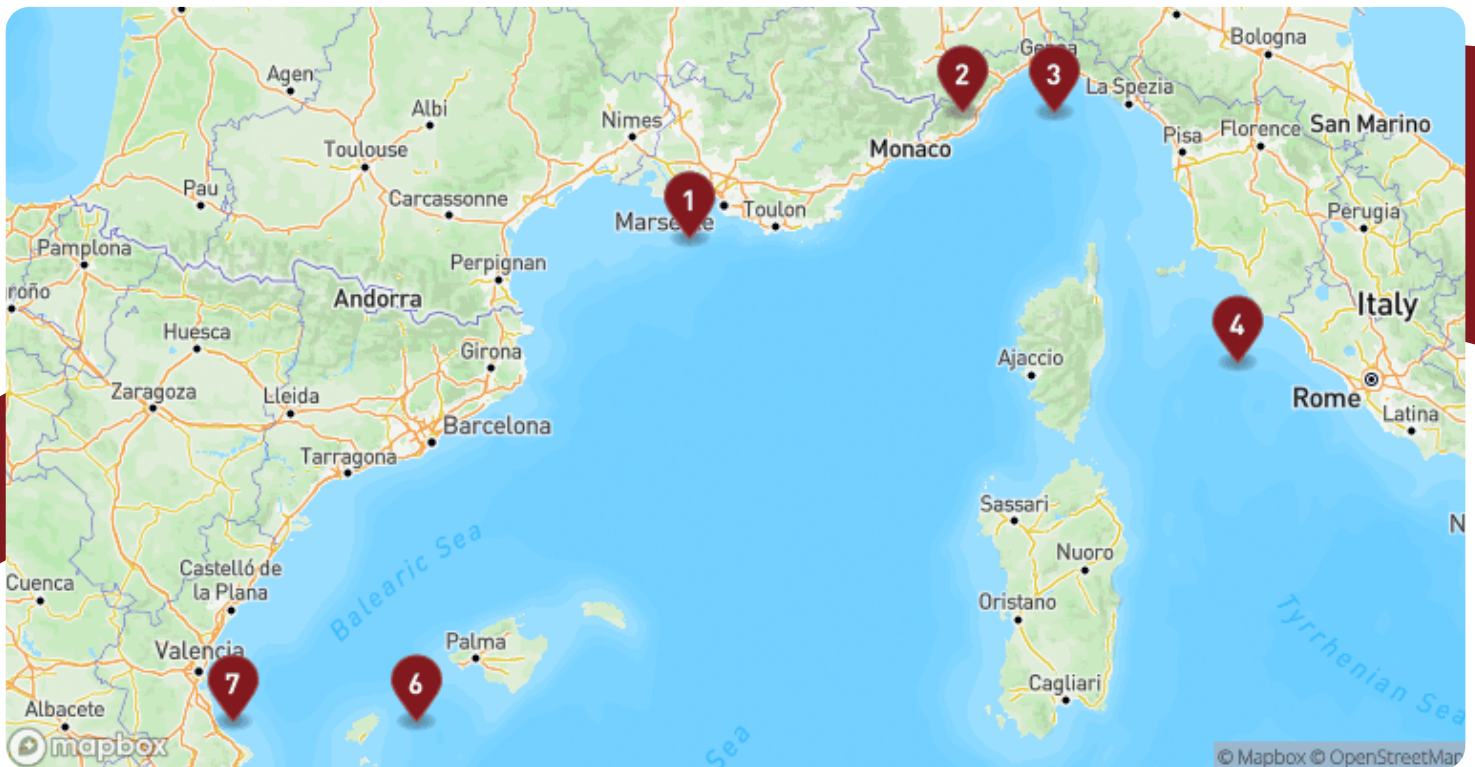 Bologna
Genoa
2
3
Agen
La Spezia
Albi
Nimes
San Marino
Florence
Pisa
Toulouse
Monaco
Pau
Carcassonne
1
Toulon
Marseille
Perugia
Pamplona
Perpignan
roño
Andorra
Italy
Huesca
4
Girona
Ajaccio
Zaragoza
Lleida
Rome
Latina
Barcelona
Tarragona
Sassari
N
Balearic Sea
Nuoro
Castelló de
la Plana
Cuenca
Oristano
Tyrrhenian Sea
Palma
Valencia
7
6
Cagliari
Albacete
mapbox
Sea
© Mapbox © OpenStreetMap